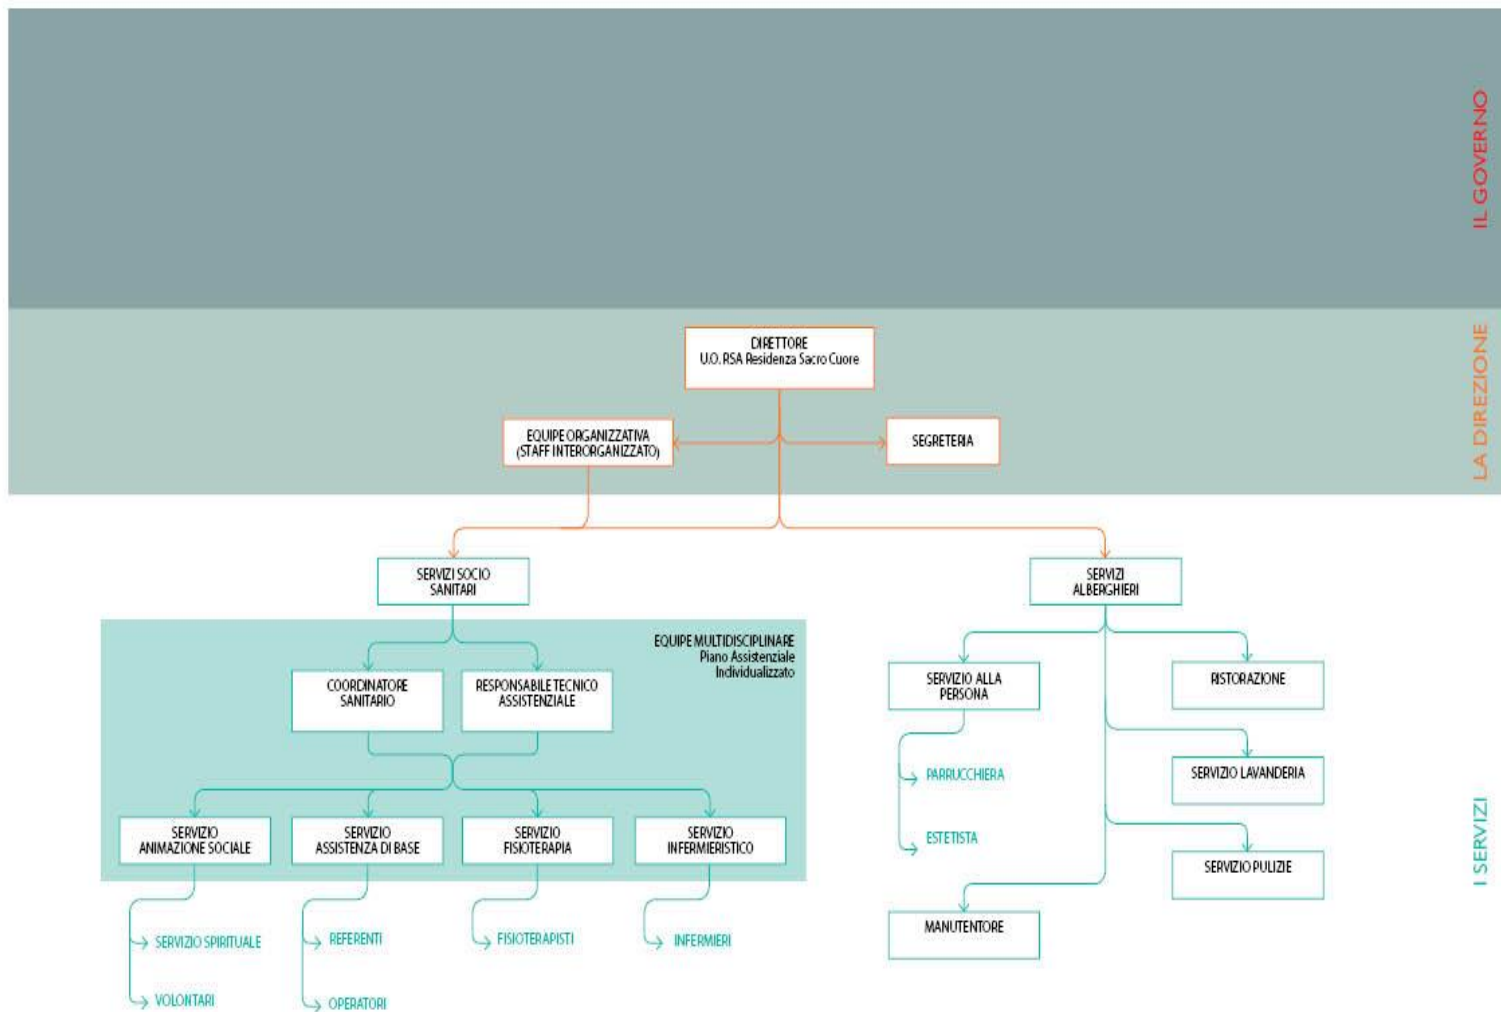 IL GOVERNO
LA DIREZIONE
DIRETTORE
U.O. RSA Residenza Sacro Cuore
EQUIPE ORGANIZZATIVA
(STAFF INTERORGANIZZATO)
SEGRETERIA
I SERVIZI
SERVIZI SOCIO
SANITARI
SERVIZI
ALBERGHIERI
EQUIPE MULTIDISCIPLINARE
Piano Assistenziale
Individualizzato
COORDINATORE
SANITARIO
RESPONSABILE TECNICO
ASSISTENZIALE
SERVIZIO ALLA
PERSONA
RISTORAZIONE
PARRUCCHIERA
SERVIZIO LAVANDERIA
ESTETISTA
SERVIZIO
ANIMAZIONE SOCIALE
SERVIZIO
ASSISTENZA DI BASE
SERVIZIO
FISIOTERAPIA
SERVIZIO
INFERMIERISTICO
SERVIZIO PULIZIE
MANUTENTORE
SERVIZIO SPIRITUALE
REFERENTI
FISIOTERAPISTI
INFERMIERI
VOLONTARI
OPERATORI